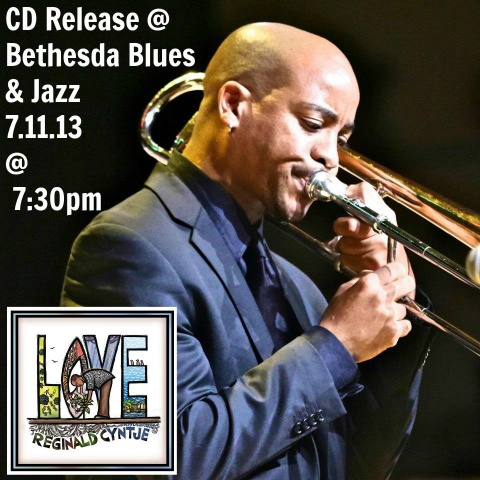 CD Release @
Bethesda Blues
& Jazz
7.11.13
@
7:30pm
LOVE
REGINALD CYNTJE